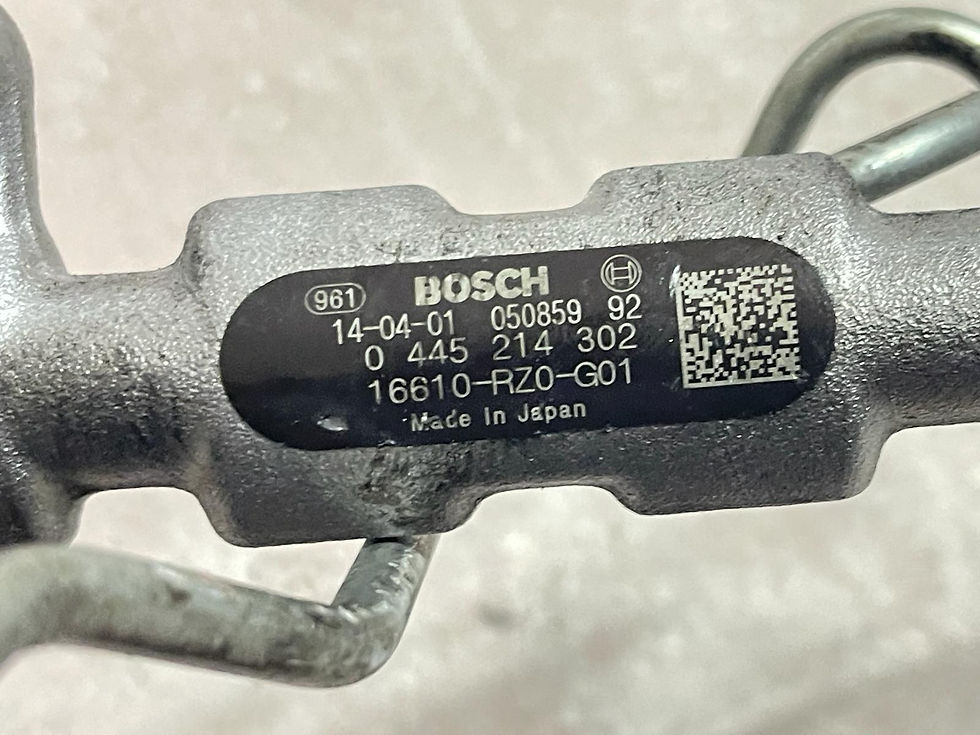 961 BOSCH
14-04-01 050859 92
0 445 214 302
16610-RZ0-G01
Made In Japan